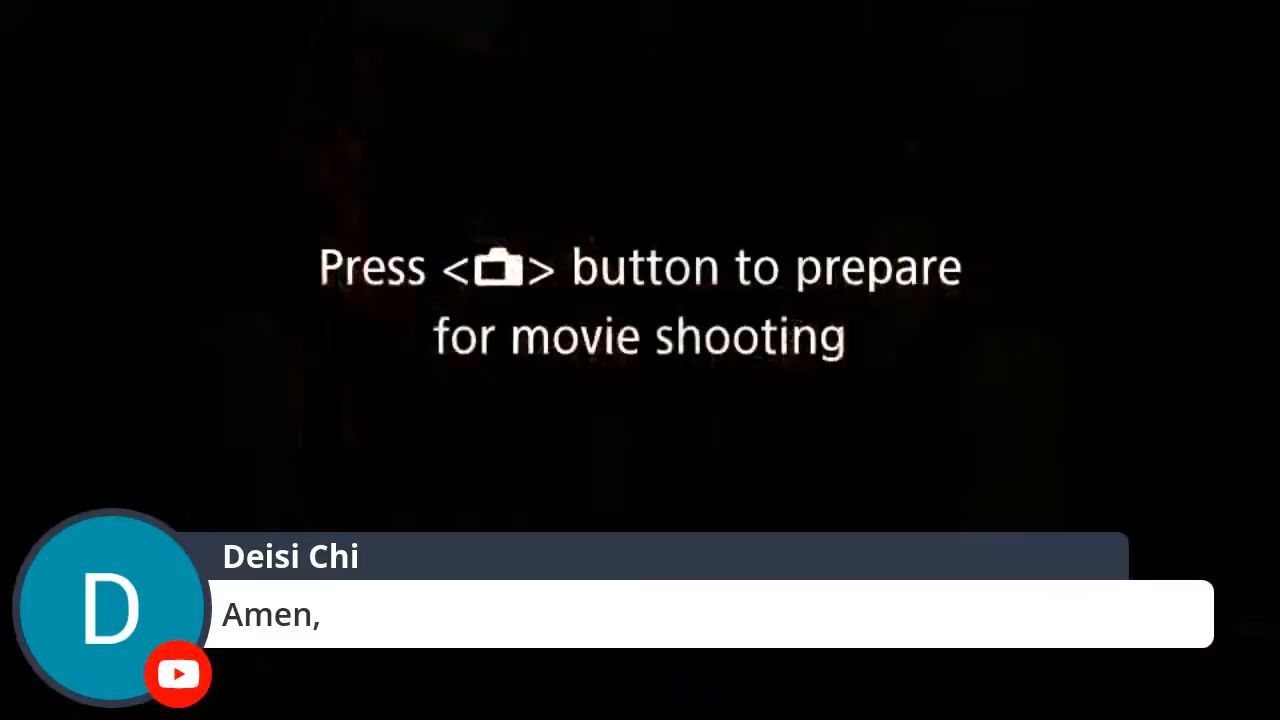 Press <📷> button to prepare
for movie shooting
Deisi Chi
D
Amen,